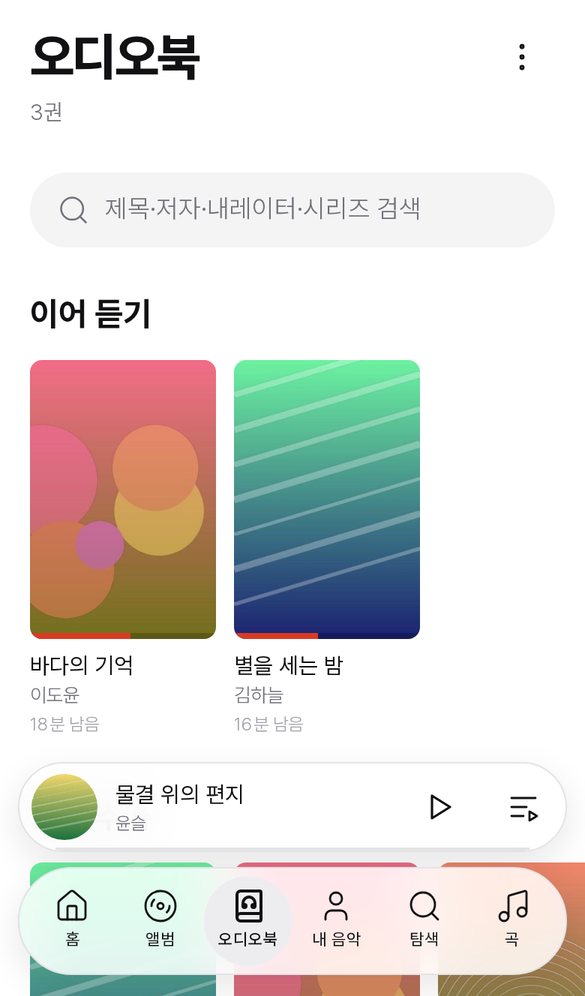 오디오북
3권
제목·저자·내레이터·시리즈 검색
이어 듣기
바다의 기억
이도윤
18분 남음
별을 세는 밤
김하늘
16분 남음
물결 위의 편지
윤슬
홈
앨범
오디오북
내 음악
탐색
곡